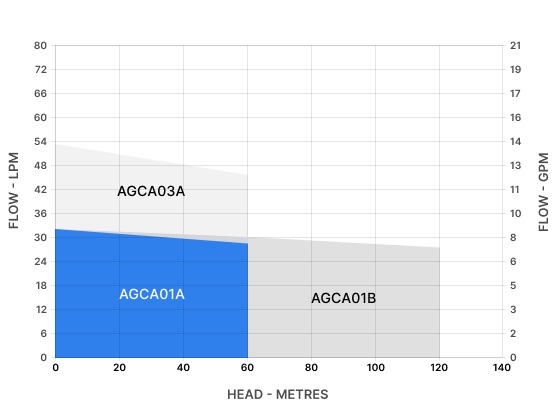 80 21
72 19
66 17
60 16
54 14
48 13
42 11
36 10
30 8
24 6
18 5
12 3
6 2
0 0
FLOW - LPM
FLOW - GPM
AGCA03A
AGCA01A
AGCA01B
0 20 40 60 80 100 120 140
HEAD - METRES